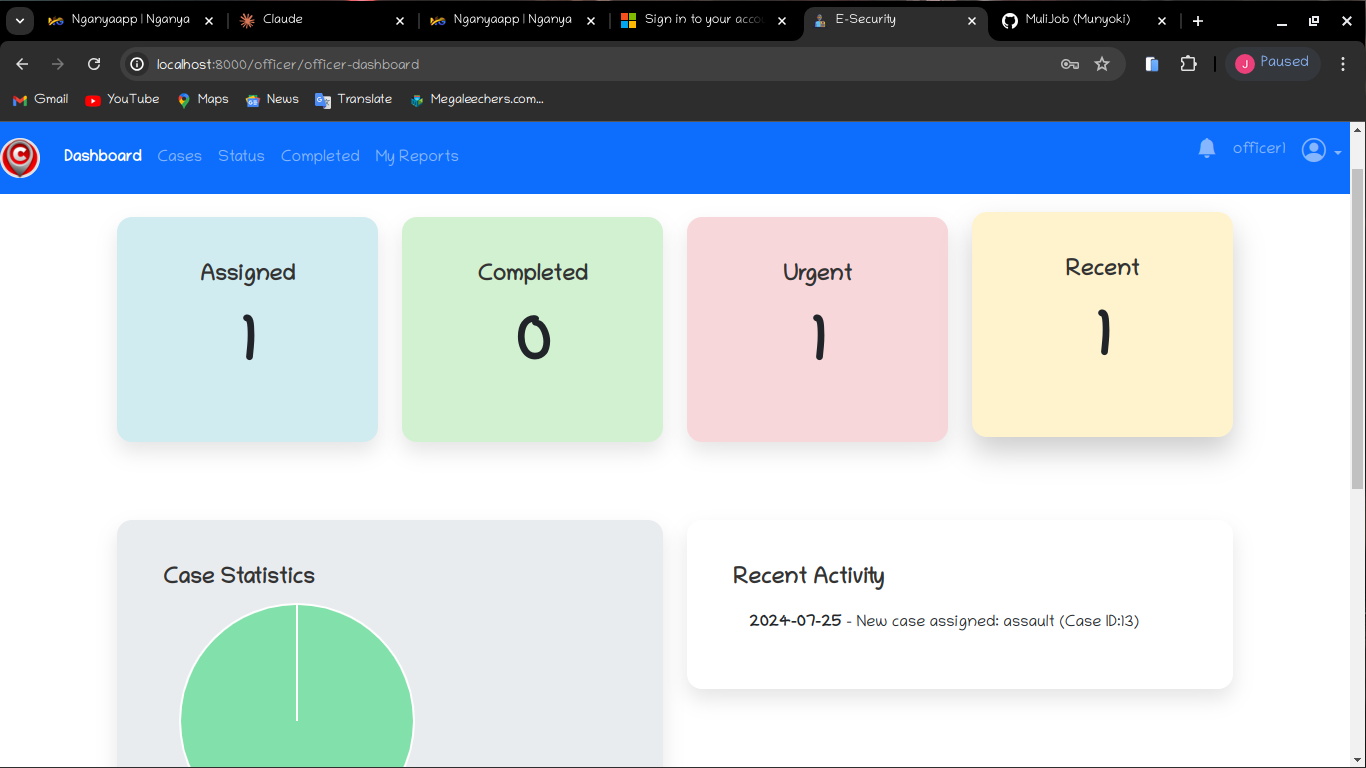 Nganyaapp | Nganya
Claude
Nganyaapp | Nganya
Sign in to your acco
E-Security
MuliJob (Munyoki)
localhost:8000/officer/officer-dashboard
J Paused
Gmail YouTube Maps News Translate Megaleechers.com...
C Dashboard Cases Status Completed My Reports officer1
Assigned
1
Completed
0
Urgent
1
Recent
1
Case Statistics
Recent Activity
2024-07-25 - New case assigned: assault (Case ID:13)